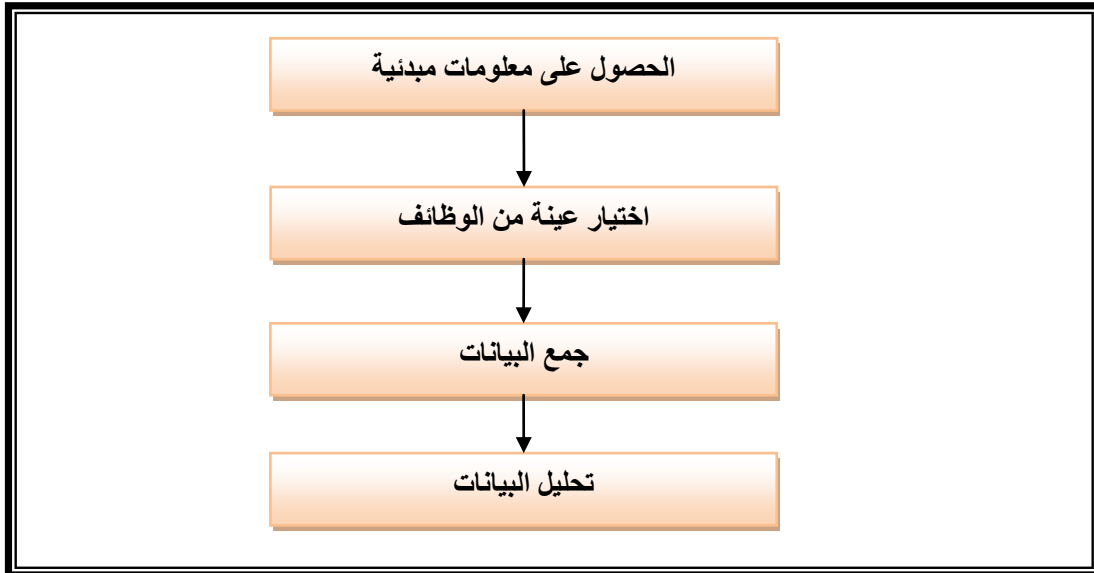 الحصول على معلومات مبدئية
اختيار عينة من الوظائف
جمع البيانات
تحليل البيانات